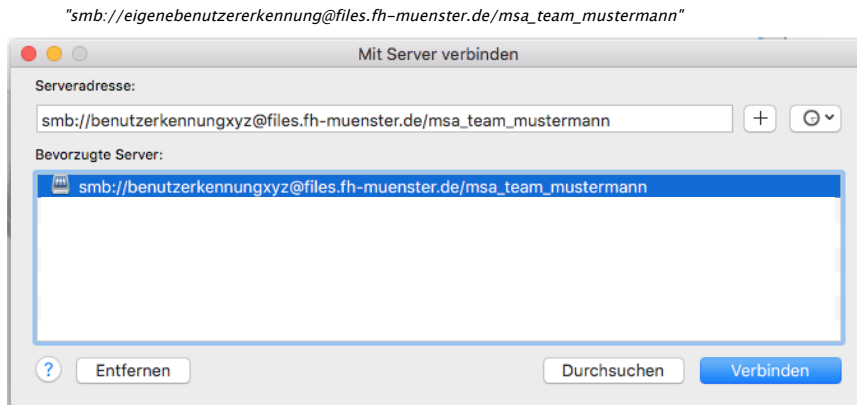 "smb://eigenebenutzererkennung@files.fh-muenster.de/msa_team_mustermann"
Mit Server verbinden
Serveradresse:
smb://benutzerkennungxyz@files.fh-muenster.de/msa_team_mustermann
Bevorzugte Server:
smb://benutzerkennungxyz@files.fh-muenster.de/msa_team_mustermann
? Entfernen Durchsuchen Verbinden